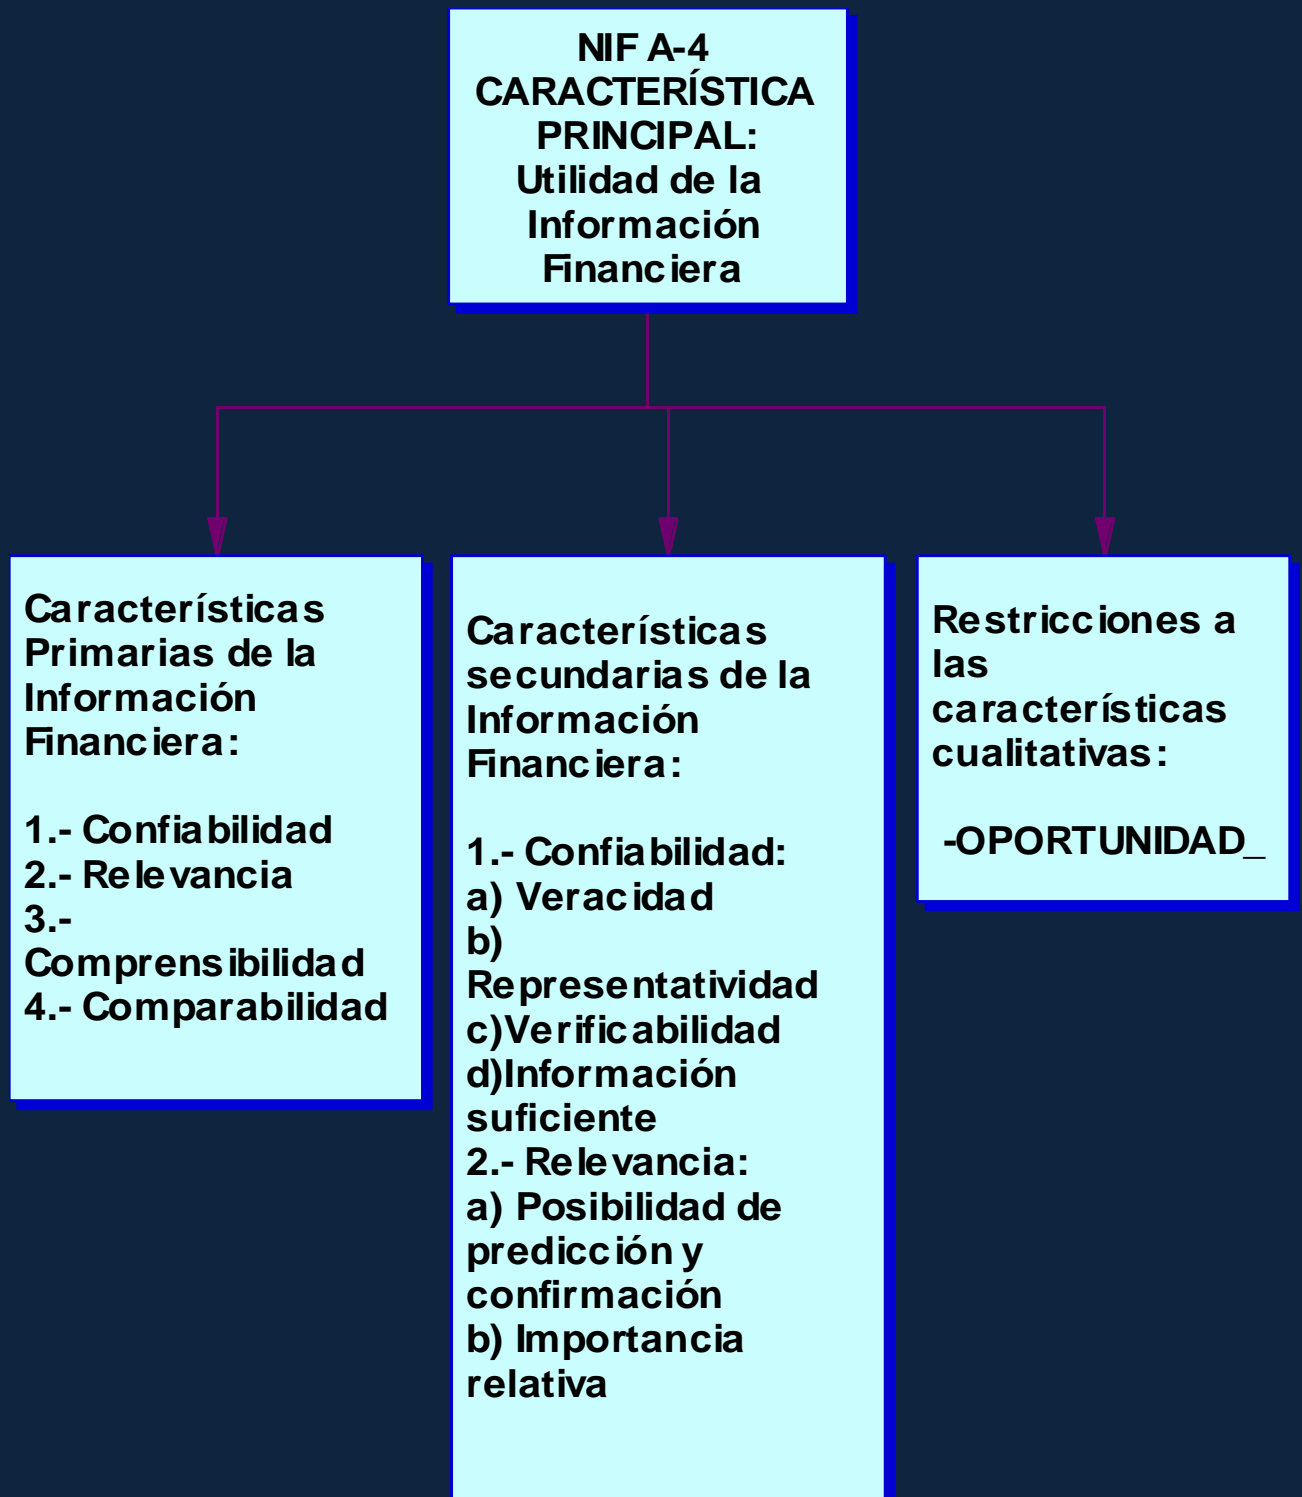 NIF A-4
CARACTERÍSTICA
PRINCIPAL:
Utilidad de la
Información
Financiera
Características
Primarias de la
Información
Financiera:
1.- Confiabilidad
2.- Relevancia
3.-
Comprensibilidad
4.- Comparabilidad
Características
secundarias de la
Información
Financiera:
1.- Confiabilidad:
a) Veracidad
b)
Representatividad
c)Verificabilidad
d)Información
suficiente
2.- Relevancia:
a) Posibilidad de
predicción y
confirmación
b) Importancia
relativa
Restricciones a
las
características
cualitativas:
-OPORTUNIDAD_